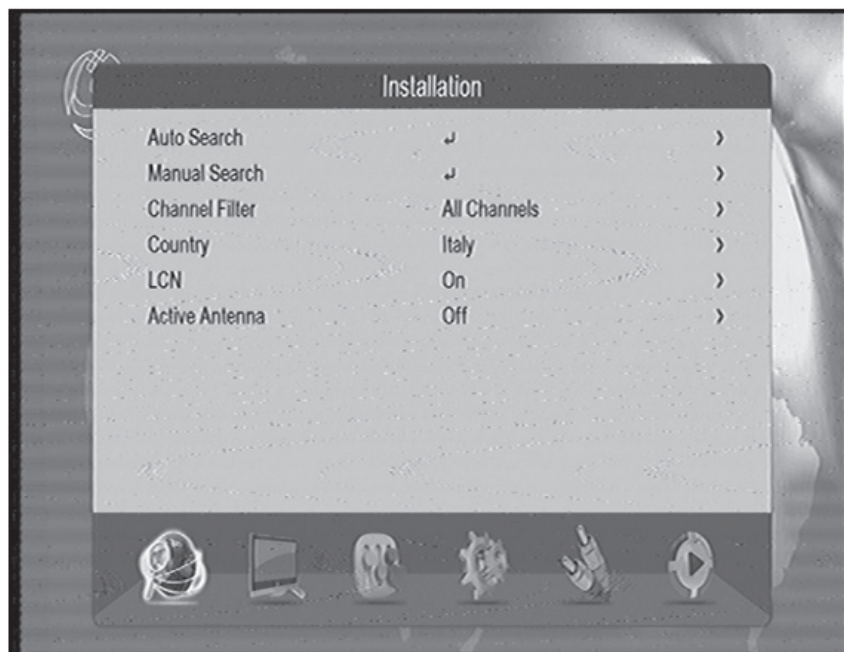 Installation
Auto Search
Manual Search
Channel Filter All Channels
Country Italy
LCN On
Active Antenna Off